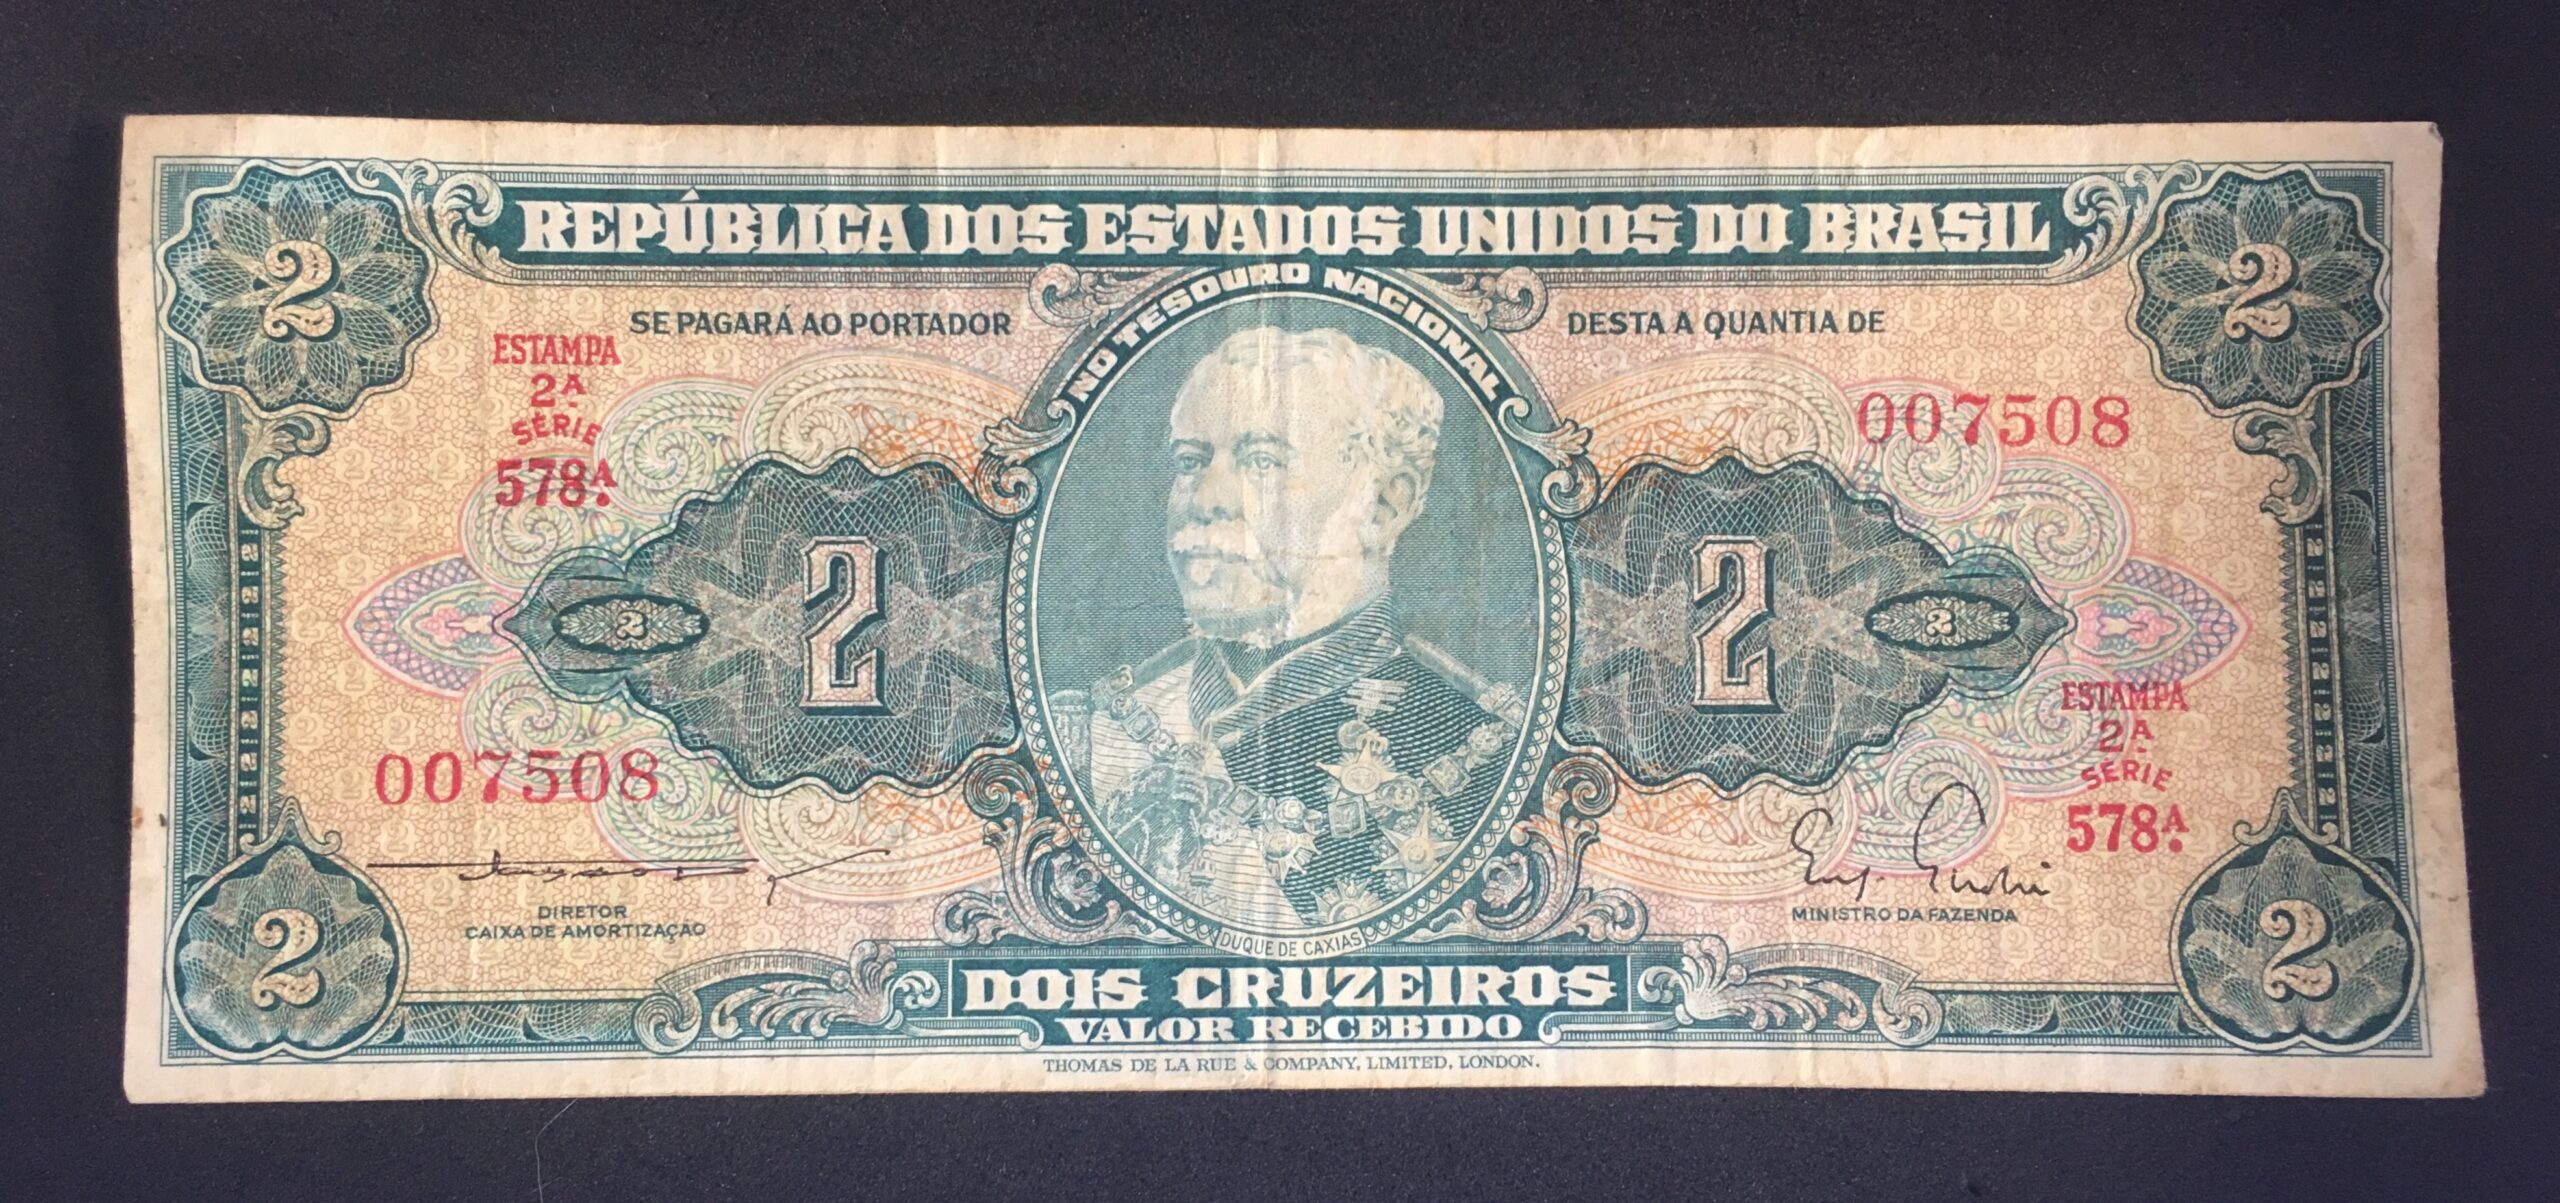 REPÚBLICA DOS ESTADOS UNIDOS DO BRASIL
2
2
NO TESOURO NACIONAL
SE PAGARÁ AO PORTADOR
DESTA A QUANTIA DE
ESTAMPA
2ᴬ
SÉRIE
578ᴬ.
007508
2
2
2
2
007508
ESTAMPA
2ᴬ
SÉRIE
578ᴬ.
DIRETOR
CAIXA DE AMORTIZAÇÃO
MINISTRO DA FAZENDA
DUQUE DE CAXIAS
2
2
DOIS CRUZEIROS
VALOR RECEBIDO
THOMAS DE LA RUE & COMPANY, LIMITED, LONDON.